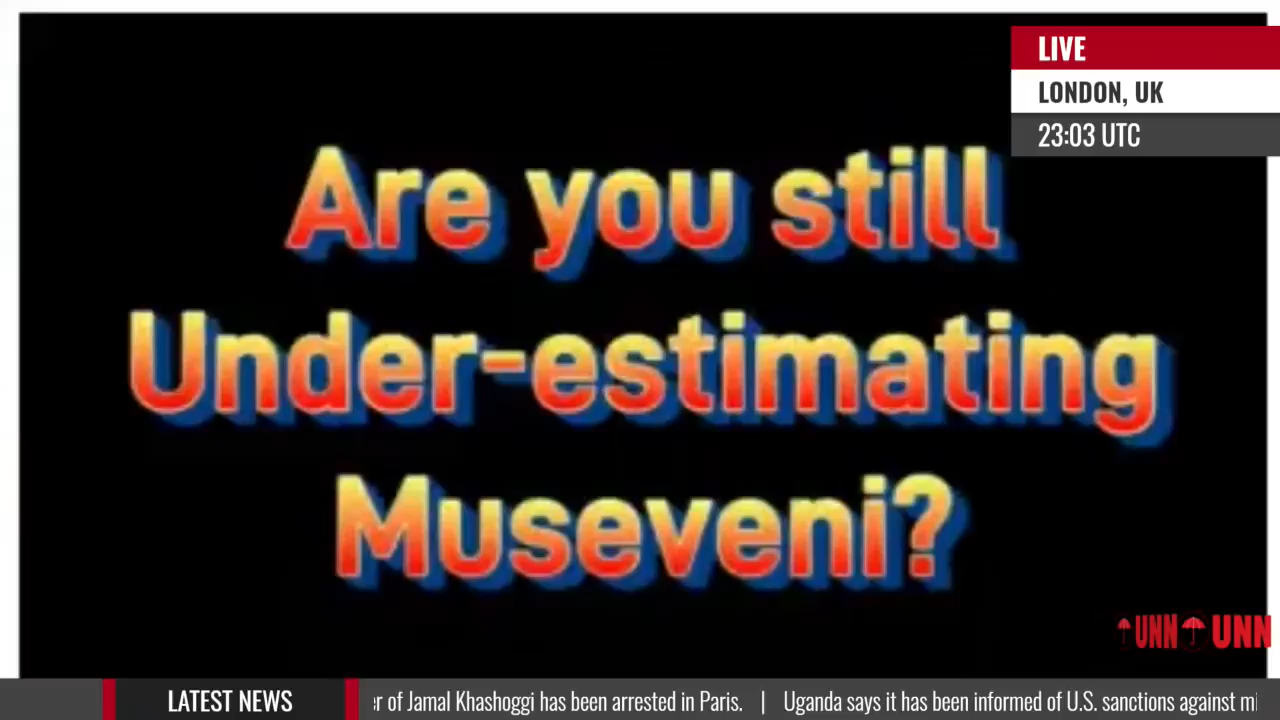 LIVE
LONDON, UK
23:03 UTC
Are you still
Under-estimating
Museveni?
UNN UNN
LATEST NEWS
of Jamal Khashoggi has been arrested in Paris. | Uganda says it has been informed of U.S. sanctions against